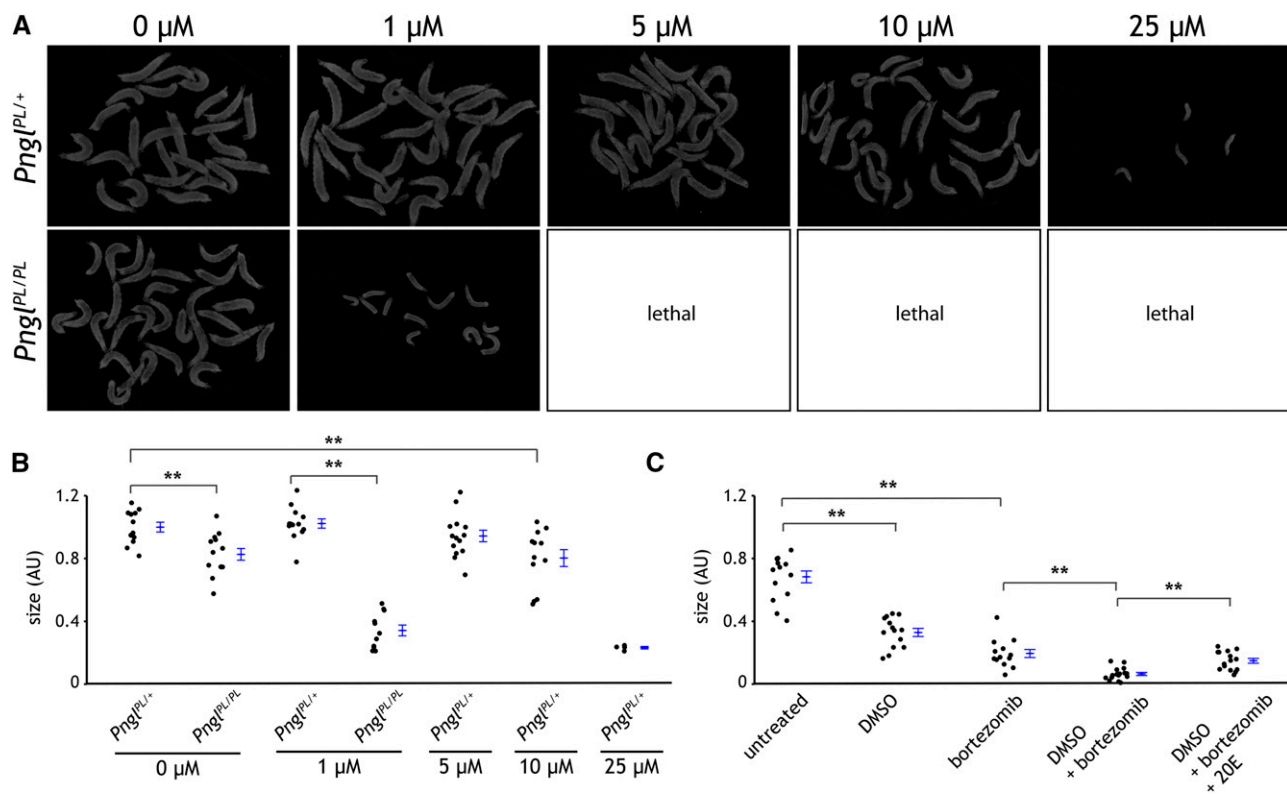 A
0 µM 1 µM 5 µM 10 µM 25 µM
Pngl^PL/+
Pngl^PL/PL
lethal lethal lethal
B
**
** **
size (AU)
1.2
0.8
0.4
0
Pngl^PL/+ Pngl^PL/PL Pngl^PL/+ Pngl^PL/PL Pngl^PL/+ Pngl^PL/+ Pngl^PL/+
0 µM 1 µM 5 µM 10 µM 25 µM
C
**
**
** **
size (AU)
1.2
0.8
0.4
0
untreated
DMSO
bortezomib
DMSO
+ bortezomib
DMSO
+ bortezomib
+ 20E